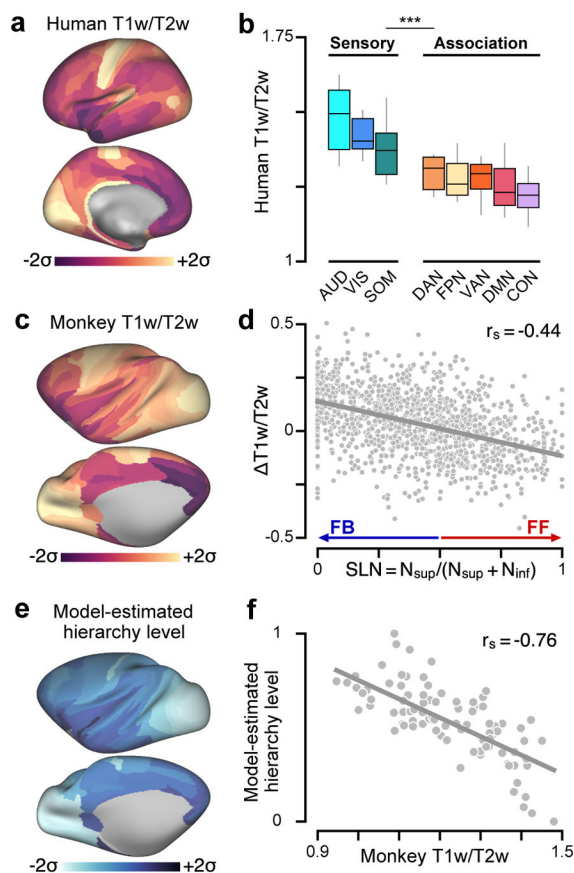 a
Human T1w/T2w
-2σ
+2σ
b
***
Sensory
Association
Human T1w/T2w
1.75
1
AUD
VIS
SOM
DAN
FPN
VAN
DMN
CON
c
Monkey T1w/T2w
-2σ
+2σ
d
rs = -0.44
ΔT1w/T2w
0.5
0
-0.5
FB
FF
0
1
SLN = Nsup/(Nsup + Ninf)
e
Model-estimated
hierarchy level
-2σ
+2σ
f
rs = -0.76
Model-estimated
hierarchy level
1
0
0.9
1.5
Monkey T1w/T2w